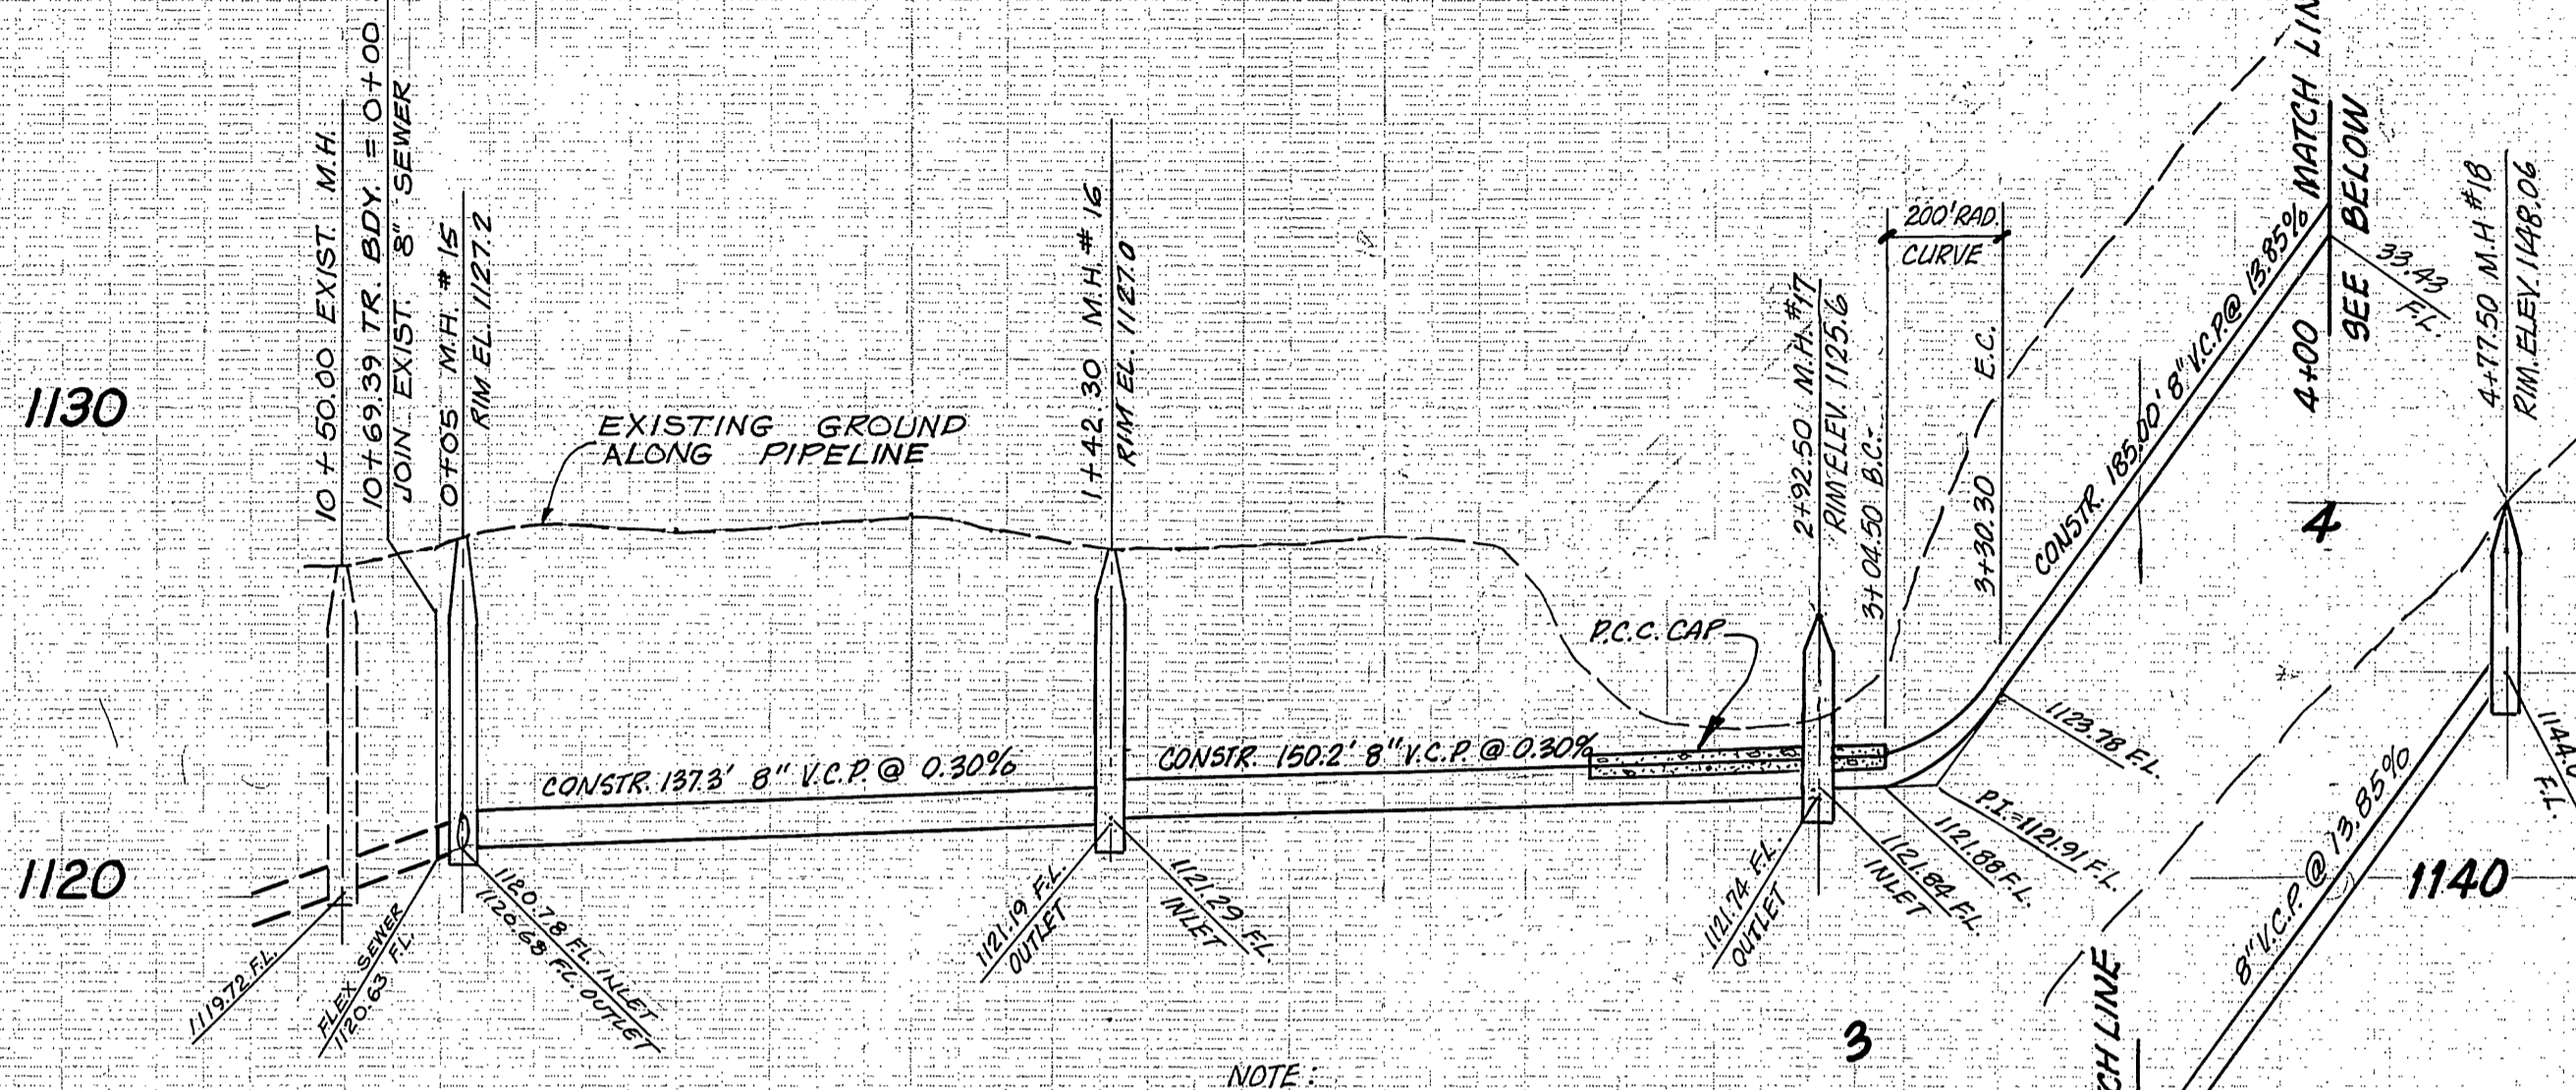 1130
1120
10+50.00 EXIST. M.H.
10+69.39 TR. BDY. = 0+00
JOIN EXIST. 8" SEWER
0+05 M.H. #15
RIM EL. 1127.2
EXISTING GROUND
ALONG PIPELINE
1+42.30 M.H. #16
RIM EL. 1127.0
2+92.50 M.H. #17
RIM ELEV. 1125.6
3+04.50 B.C.
200' RAD.
CURVE
3+30.30 E.C.
CONSTR. 185.00' 8" V.C.P. @ 13.85%
4+00 MATCH LIN
SEE BELOW
33.43
F.L.
4+77.50 M.H #18
RIM. ELEV. 1148.06
P.C.C. CAP
CONSTR. 137.3' 8" V.C.P. @ 0.30%
CONSTR. 150.2' 8" V.C.P. @ 0.30%
1119.72 F.L.
FLEX SEWER
1120.63 F.L.
1120.78 F.L. INLET
1120.68 F.L. OUTLET
1121.19 F.L.
OUTLET
1121.29 F.L
INLET
1121.74 F.L.
OUTLET
1121.84 F.L.
INLET
1121.88 F.L.
P.I.=1121.91 F.L.
1123.78 F.L.
4
3
1140
8" V.C.P. @ 13.85%
1144.0
F.L.
CH LINE
NOTE: